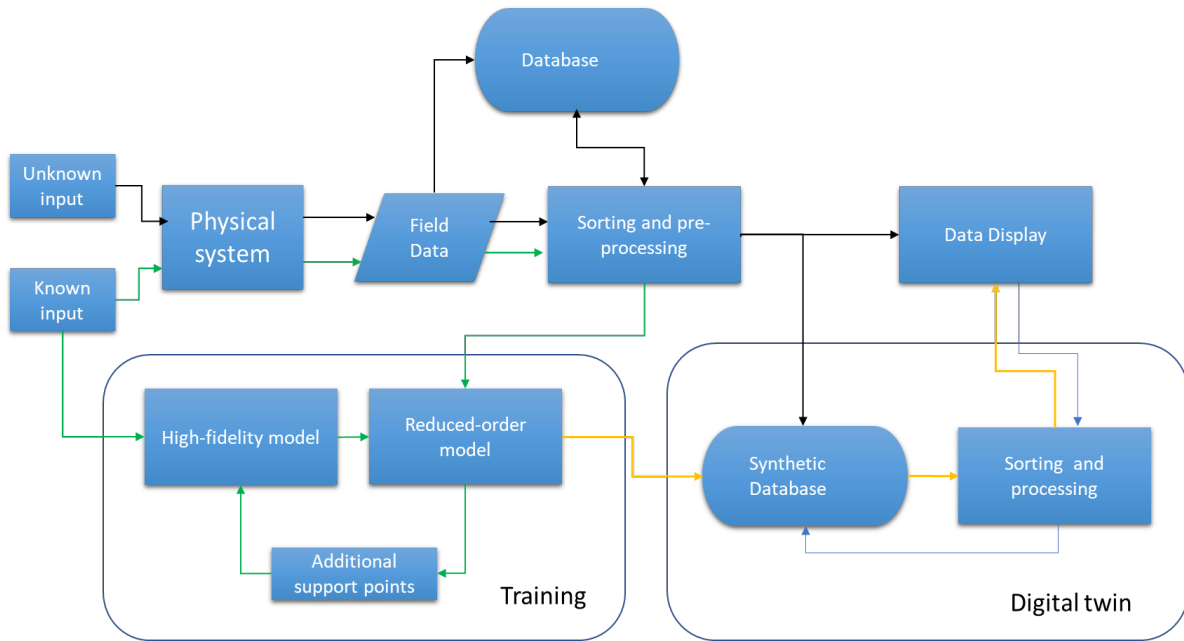 Database
Unknown
input
Physical
system
Field
Data
Sorting and pre-
processing
Data Display
Known
input
High-fidelity model
Reduced-order
model
Synthetic
Database
Sorting and
processing
Additional
support points
Training
Digital twin